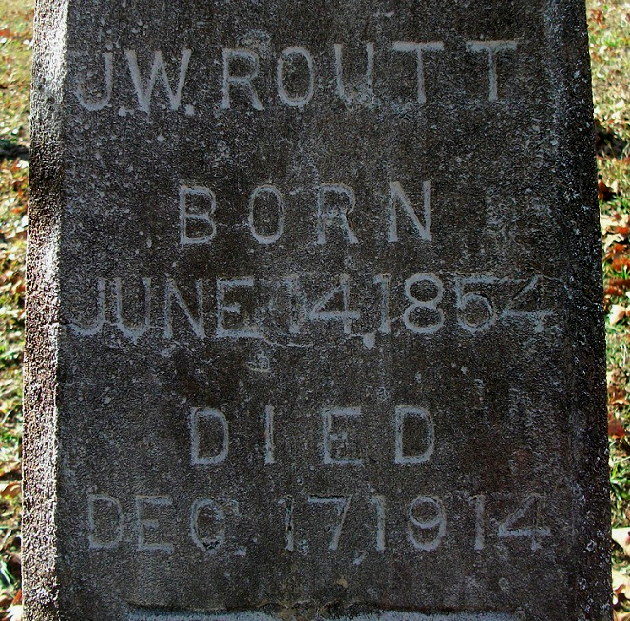 J.W. ROUTT
BORN
JUNE 14, 1854
DIED
DEC. 17, 1914